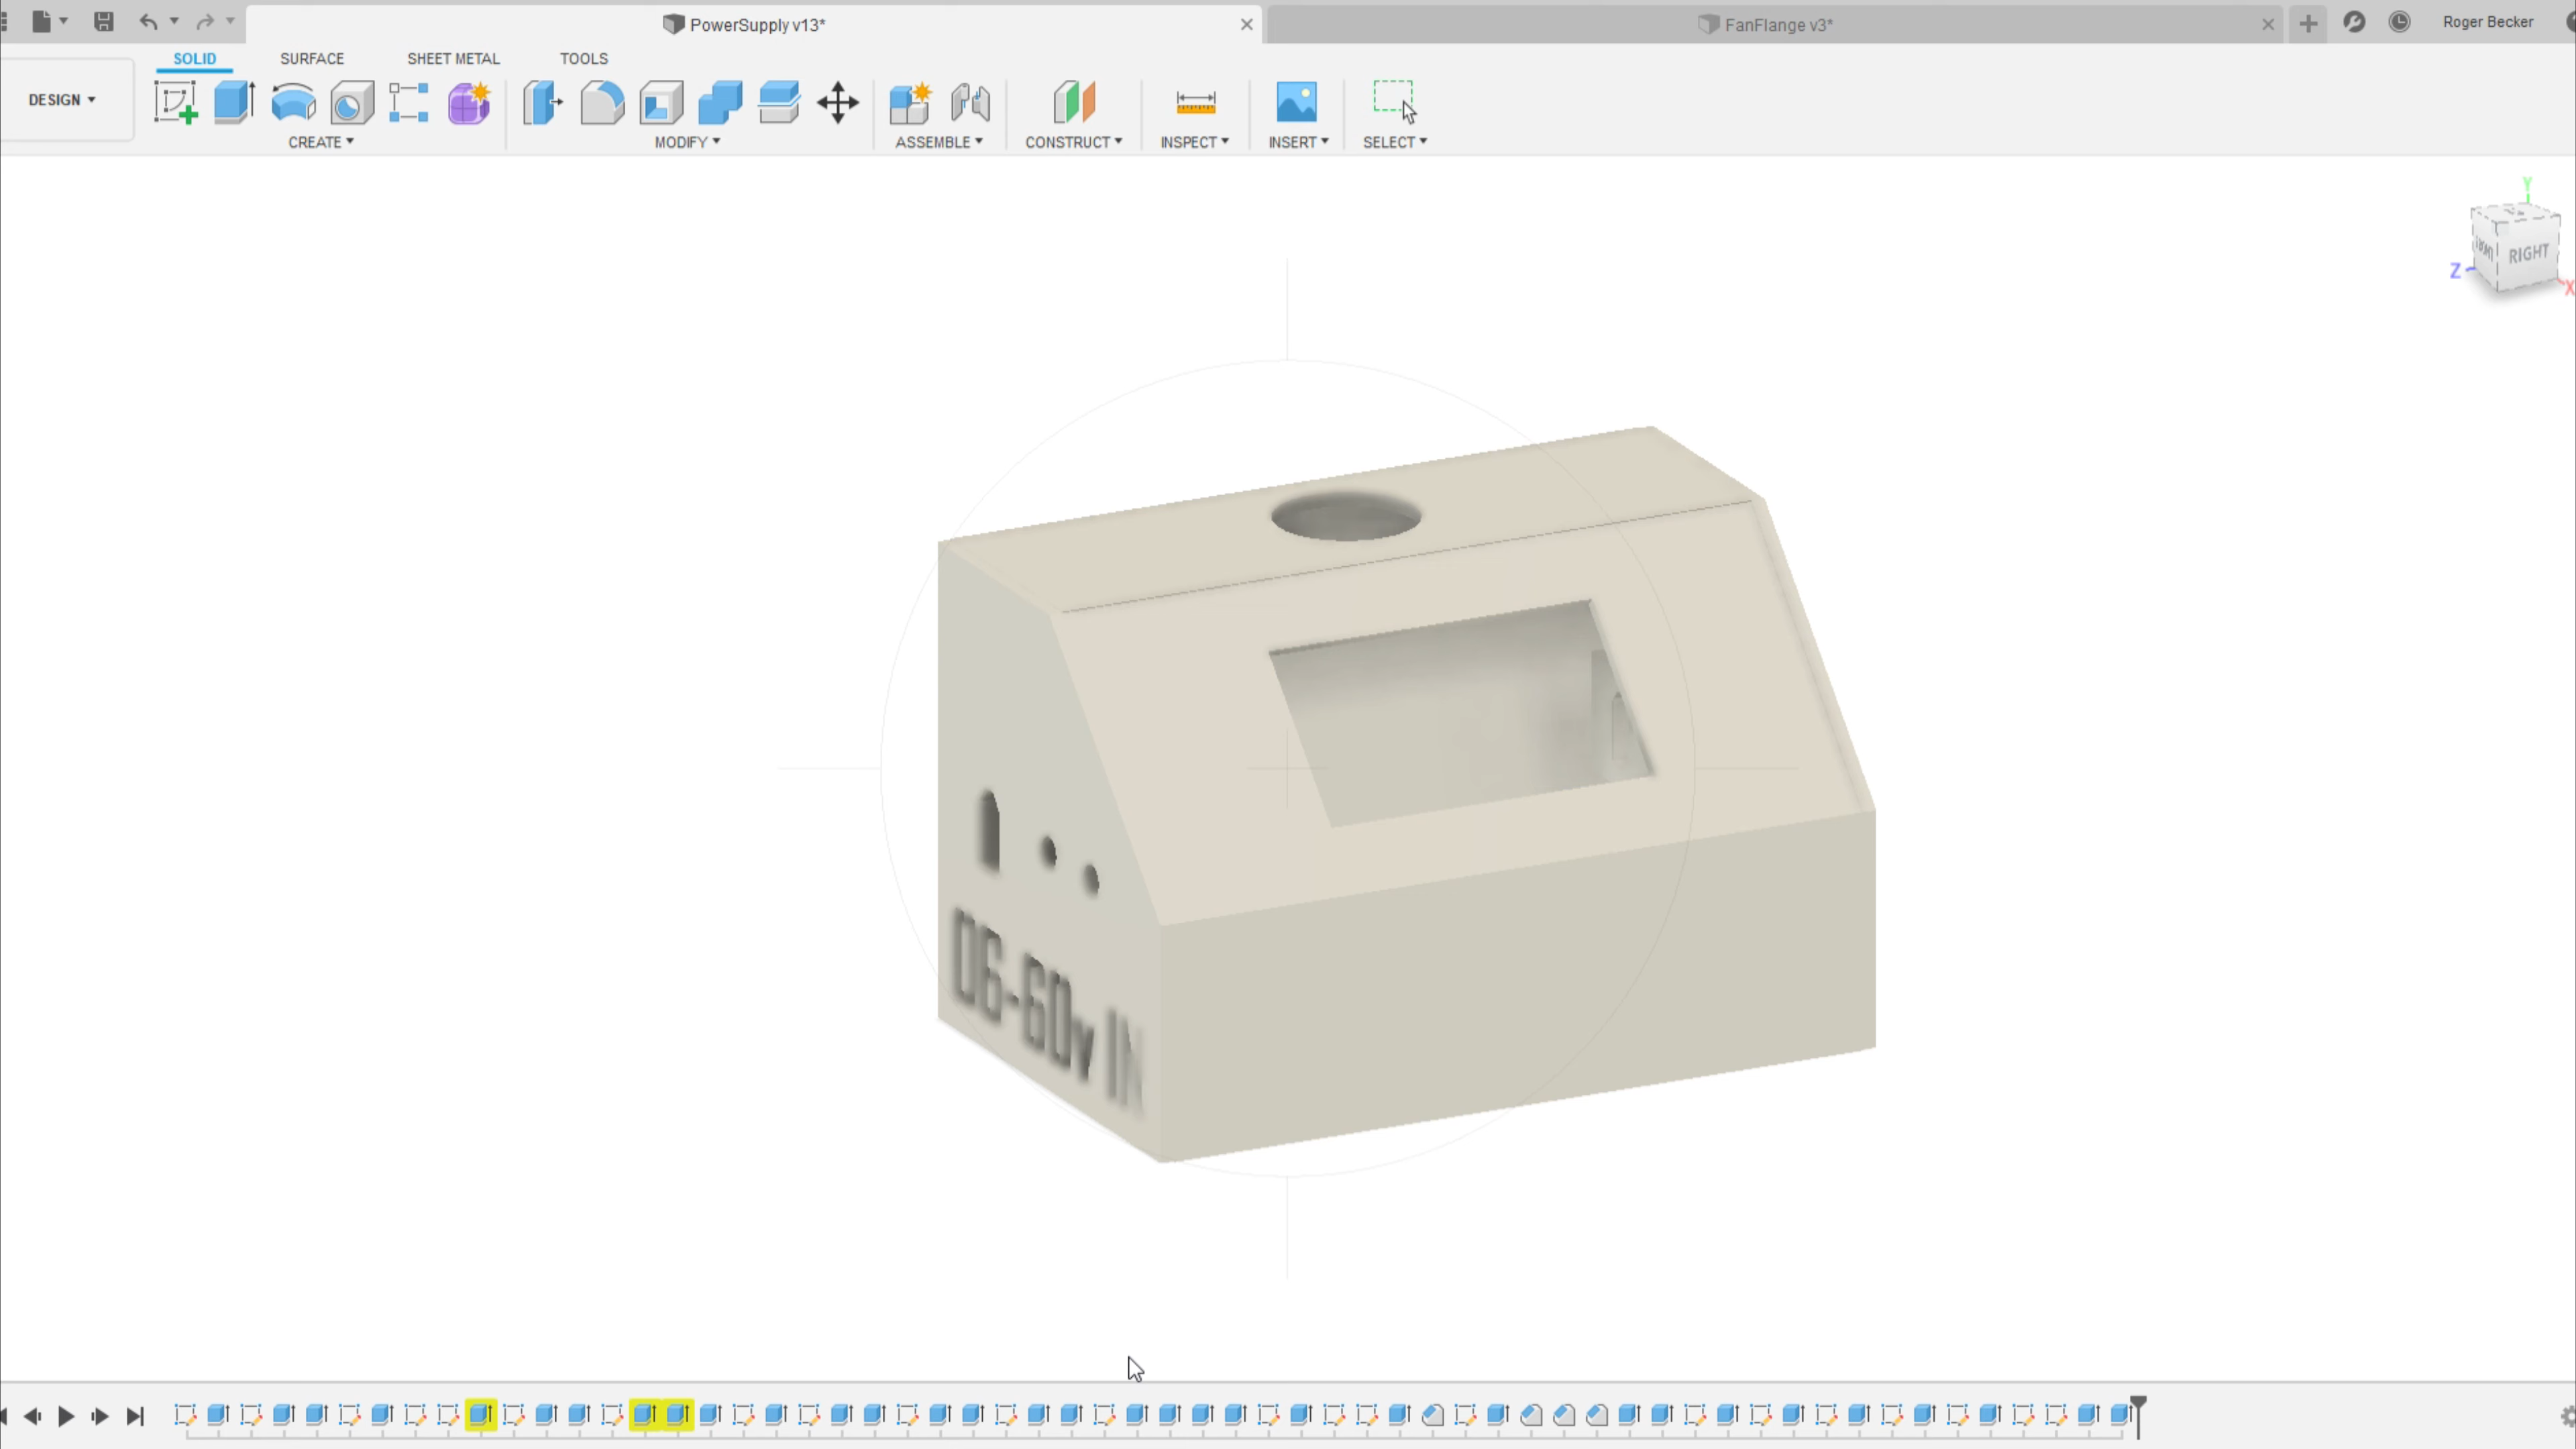 PowerSupply v13*
FanFlange v3*
Roger Becker
SOLID
SURFACE
SHEET METAL
TOOLS
DESIGN
CREATE
MODIFY
ASSEMBLE
CONSTRUCT
INSPECT
INSERT
SELECT
Y
FRONT
RIGHT
Z
X
06-60v IN